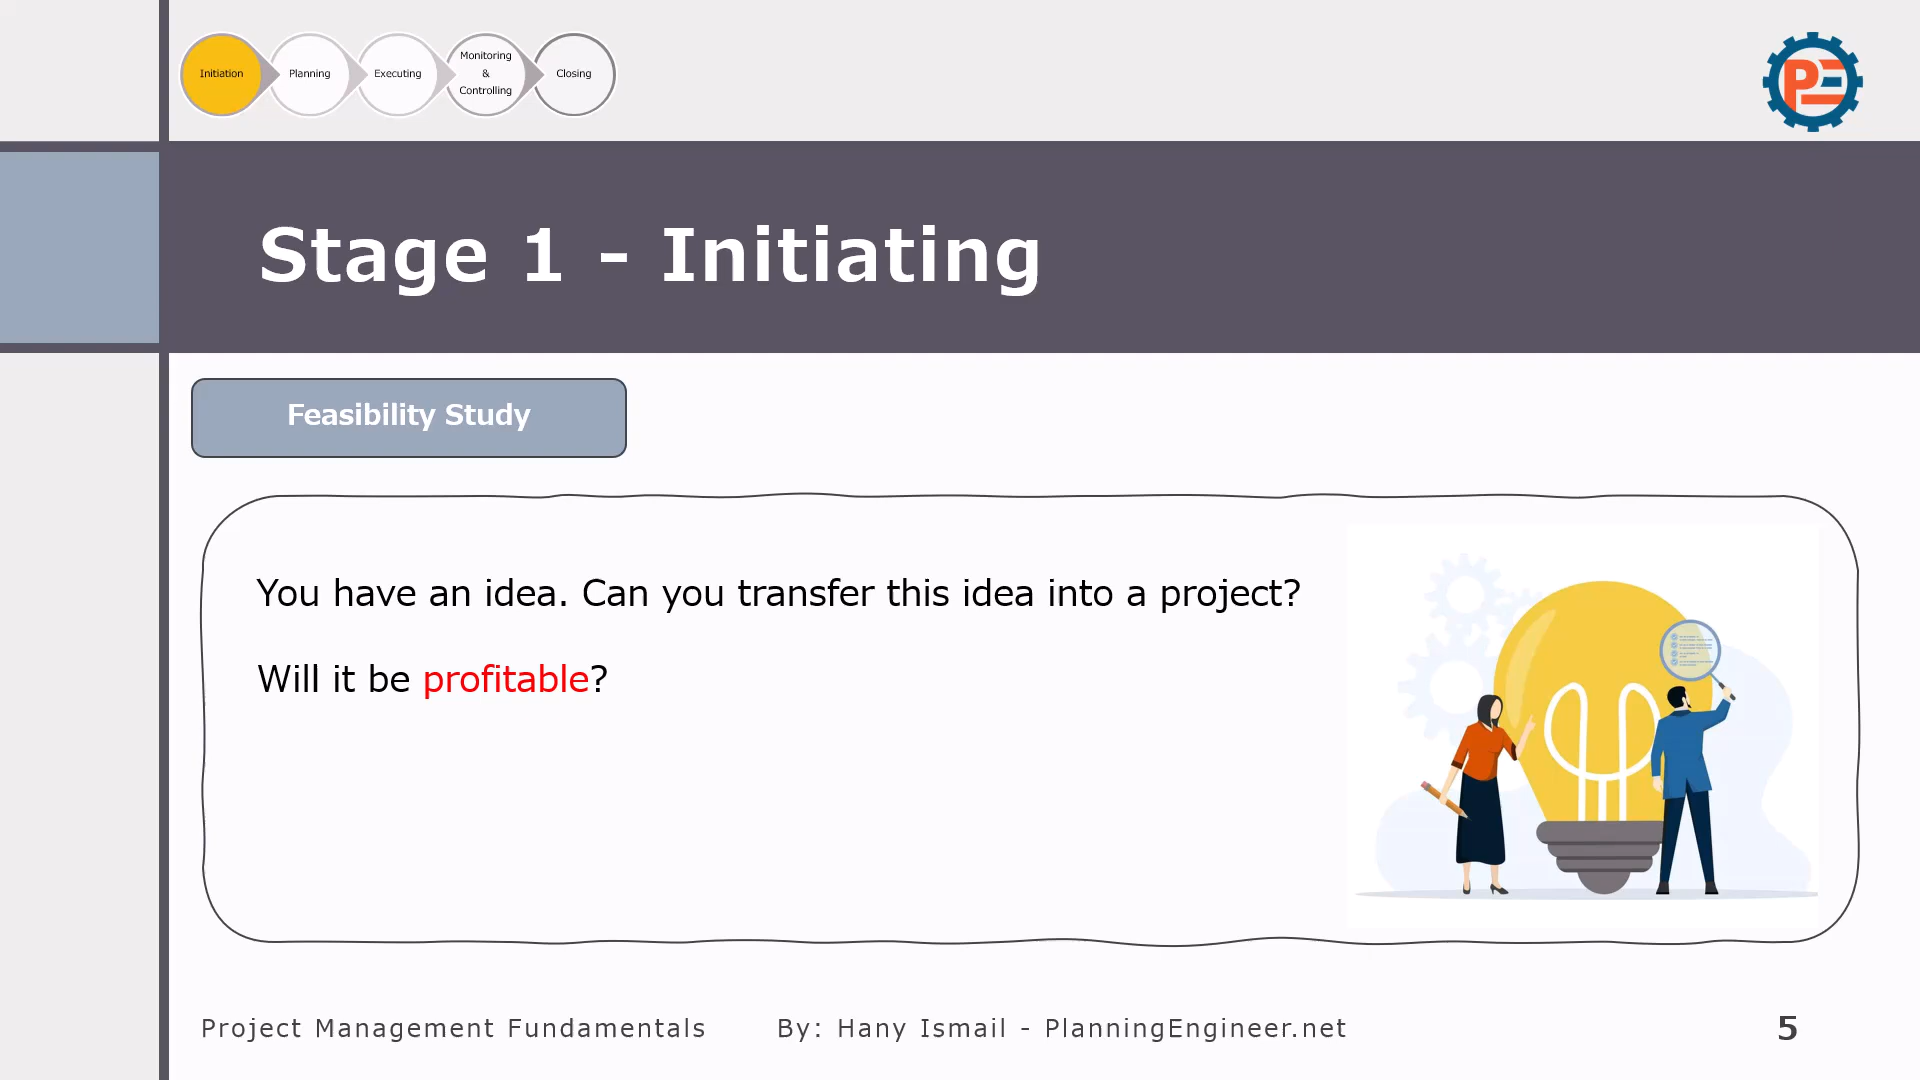 Initiation
Planning
Executing
Monitoring
&
Controlling
Closing
PE
Stage 1 - Initiating
Feasibility Study
You have an idea. Can you transfer this idea into a project?
Will it be profitable?
Project Management Fundamentals
By: Hany Ismail - PlanningEngineer.net
5